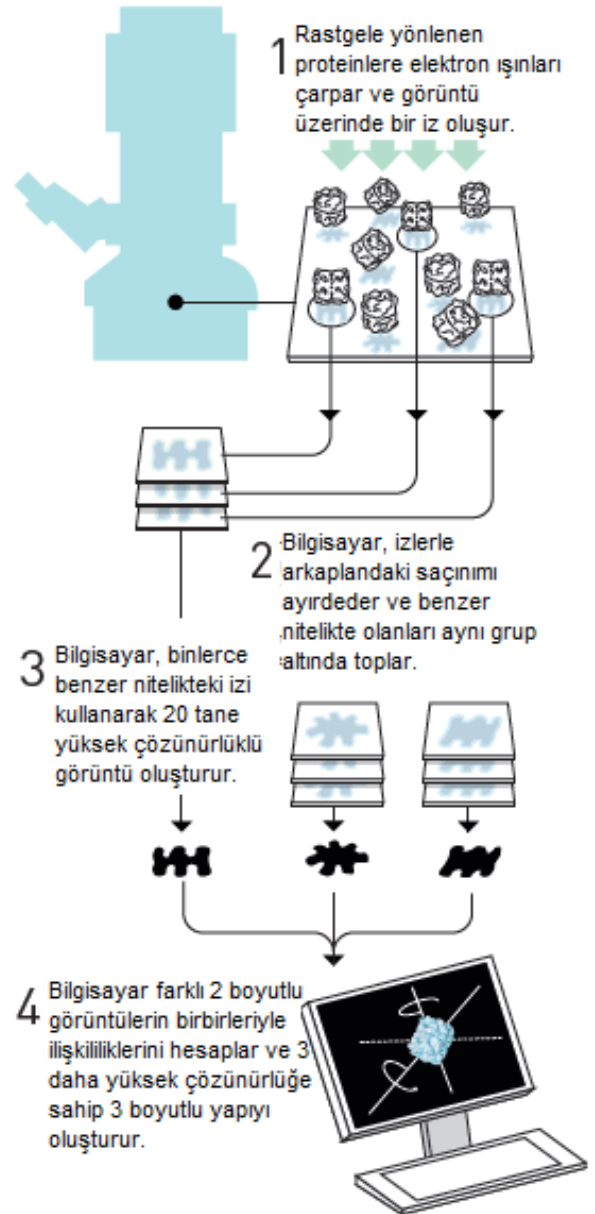 1
Rastgele yönlenen
proteinlere elektron ışınları
çarpar ve görüntü
üzerinde bir iz oluşur.
2
Bilgisayar, izlerle
arkaplandaki saçınımı
ayırdeder ve benzer
nitelikte olanları aynı grup
altında toplar.
3
Bilgisayar, binlerce
benzer nitelikteki izi
kullanarak 20 tane
yüksek çözünürlüklü
görüntü oluşturur.
4
Bilgisayar farklı 2 boyutlu
görüntülerin birbirleriyle
ilişkililiklerini hesaplar ve 3
daha yüksek çözünürlüğe
sahip 3 boyutlu yapıyı
oluşturur.